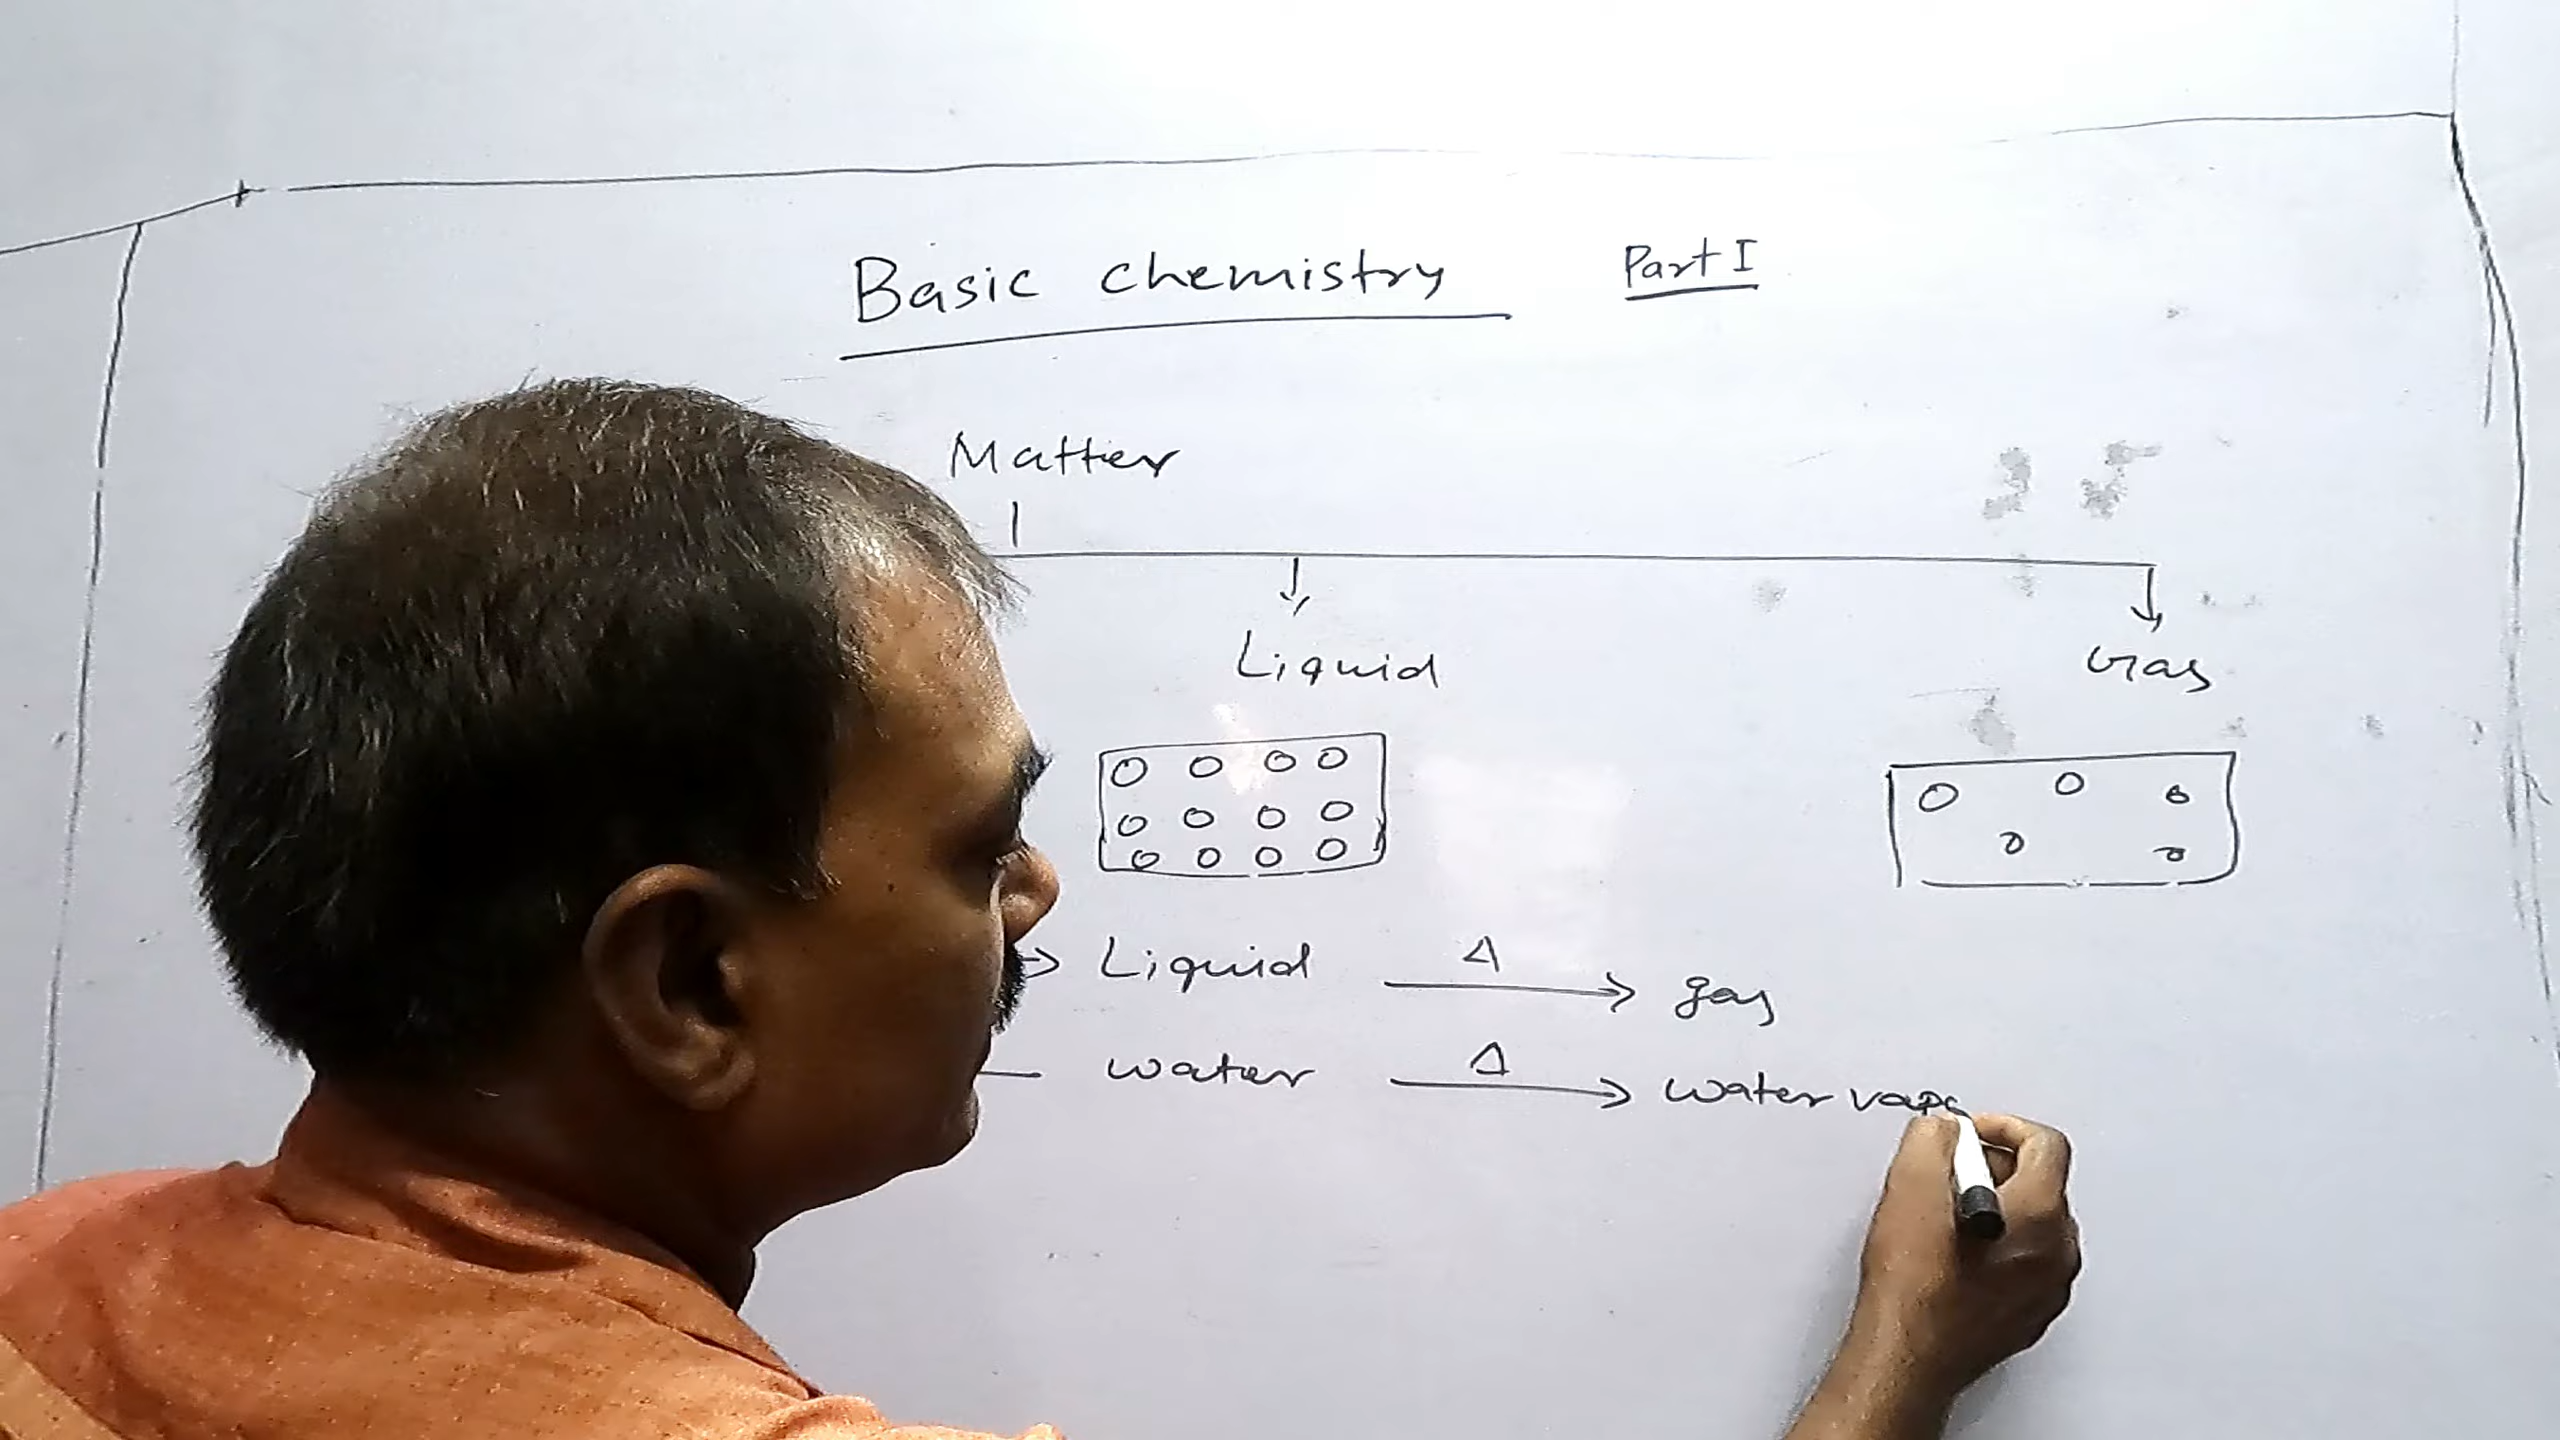 Basic chemistry Part I
Matter
Liquid Gas
Liquid Δ gas
water Δ water vapo